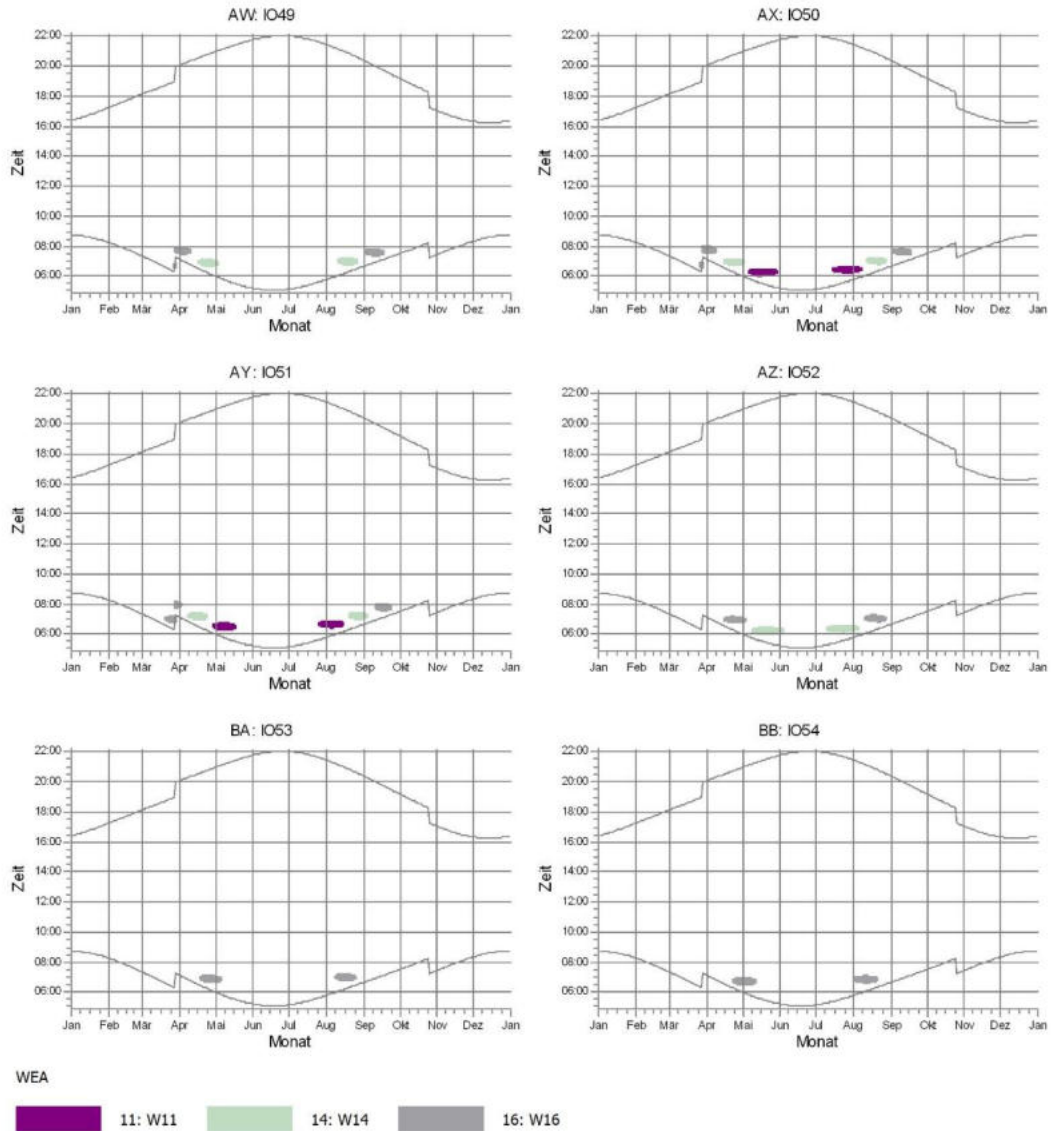 AW: IO49
22:00
20:00
18:00
16:00
14:00
12:00
10:00
08:00
06:00
Zeit
Jan Feb Mär Apr Mai Jun Jul Aug Sep Okt Nov Dez Jan
Monat
AX: IO50
22:00
20:00
18:00
16:00
14:00
12:00
10:00
08:00
06:00
Zeit
Jan Feb Mär Apr Mai Jun Jul Aug Sep Okt Nov Dez Jan
Monat
AY: IO51
22:00
20:00
18:00
16:00
14:00
12:00
10:00
08:00
06:00
Zeit
Jan Feb Mär Apr Mai Jun Jul Aug Sep Okt Nov Dez Jan
Monat
AZ: IO52
22:00
20:00
18:00
16:00
14:00
12:00
10:00
08:00
06:00
Zeit
Jan Feb Mär Apr Mai Jun Jul Aug Sep Okt Nov Dez Jan
Monat
BA: IO53
22:00
20:00
18:00
16:00
14:00
12:00
10:00
08:00
06:00
Zeit
Jan Feb Mär Apr Mai Jun Jul Aug Sep Okt Nov Dez Jan
Monat
BB: IO54
22:00
20:00
18:00
16:00
14:00
12:00
10:00
08:00
06:00
Zeit
Jan Feb Mär Apr Mai Jun Jul Aug Sep Okt Nov Dez Jan
Monat
WEA
11: W11 14: W14 16: W16